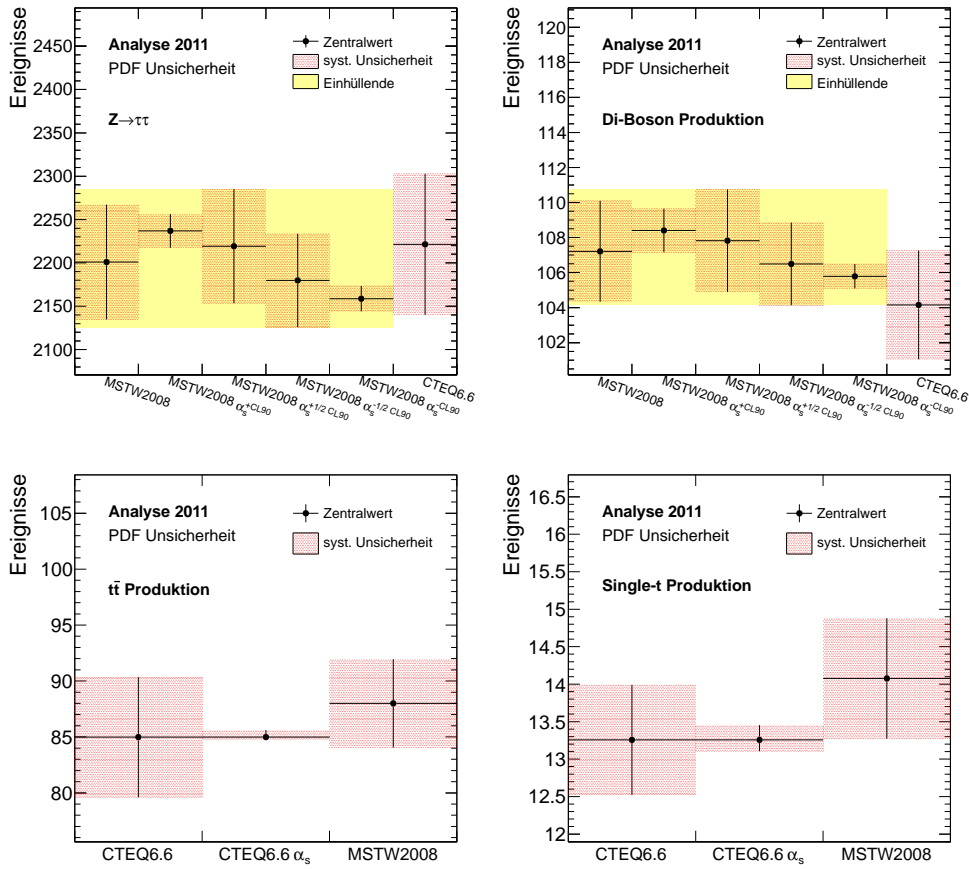 Ereignisse
2450
2400
2350
2300
2250
2200
2150
2100
Analyse 2011
PDF Unsicherheit
Z→ττ
Zentralwert
syst. Unsicherheit
Einhüllende
MSTW2008
MSTW2008 αs+CL90
MSTW2008 αs+1/2 CL90
MSTW2008 αs-1/2 CL90
MSTW2008 αs-CL90
CTEQ6.6
Ereignisse
120
118
116
114
112
110
108
106
104
102
Analyse 2011
PDF Unsicherheit
Di-Boson Produktion
Zentralwert
syst. Unsicherheit
Einhüllende
MSTW2008
MSTW2008 αs+CL90
MSTW2008 αs+1/2 CL90
MSTW2008 αs-1/2 CL90
MSTW2008 αs-CL90
CTEQ6.6
Ereignisse
105
100
95
90
85
80
Analyse 2011
PDF Unsicherheit
tt̄ Produktion
Zentralwert
syst. Unsicherheit
CTEQ6.6
CTEQ6.6 αs
MSTW2008
Ereignisse
16.5
16
15.5
15
14.5
14
13.5
13
12.5
12
Analyse 2011
PDF Unsicherheit
Single-t Produktion
Zentralwert
syst. Unsicherheit
CTEQ6.6
CTEQ6.6 αs
MSTW2008